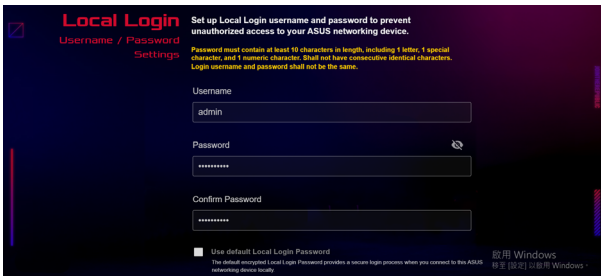 Local Login
Username / Password
Settings
Set up Local Login username and password to prevent
unauthorized access to your ASUS networking device.
Password must contain at least 10 characters in length, including 1 letter, 1 special
character, and 1 numeric character. Shall not have consecutive identical characters.
Login username and password shall not be the same.
Username
admin
Password
••••••••••
Confirm Password
••••••••••
Use default Local Login Password
The default encrypted Local Login Password provides a secure login process when you connect to this ASUS
networking device locally.
啟用 Windows
移至 [設定] 以啟用 Windows。